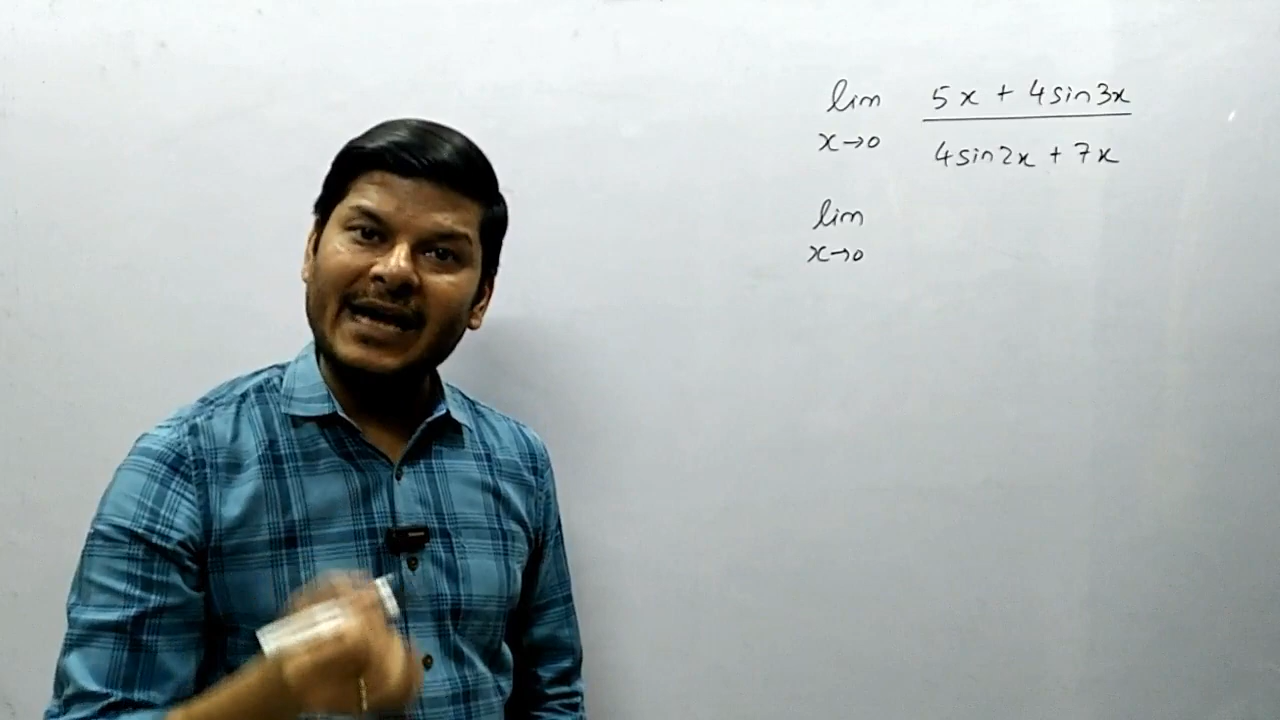 lim 5x + 4sin3x
x→0 4sin2x + 7x
lim
x→0